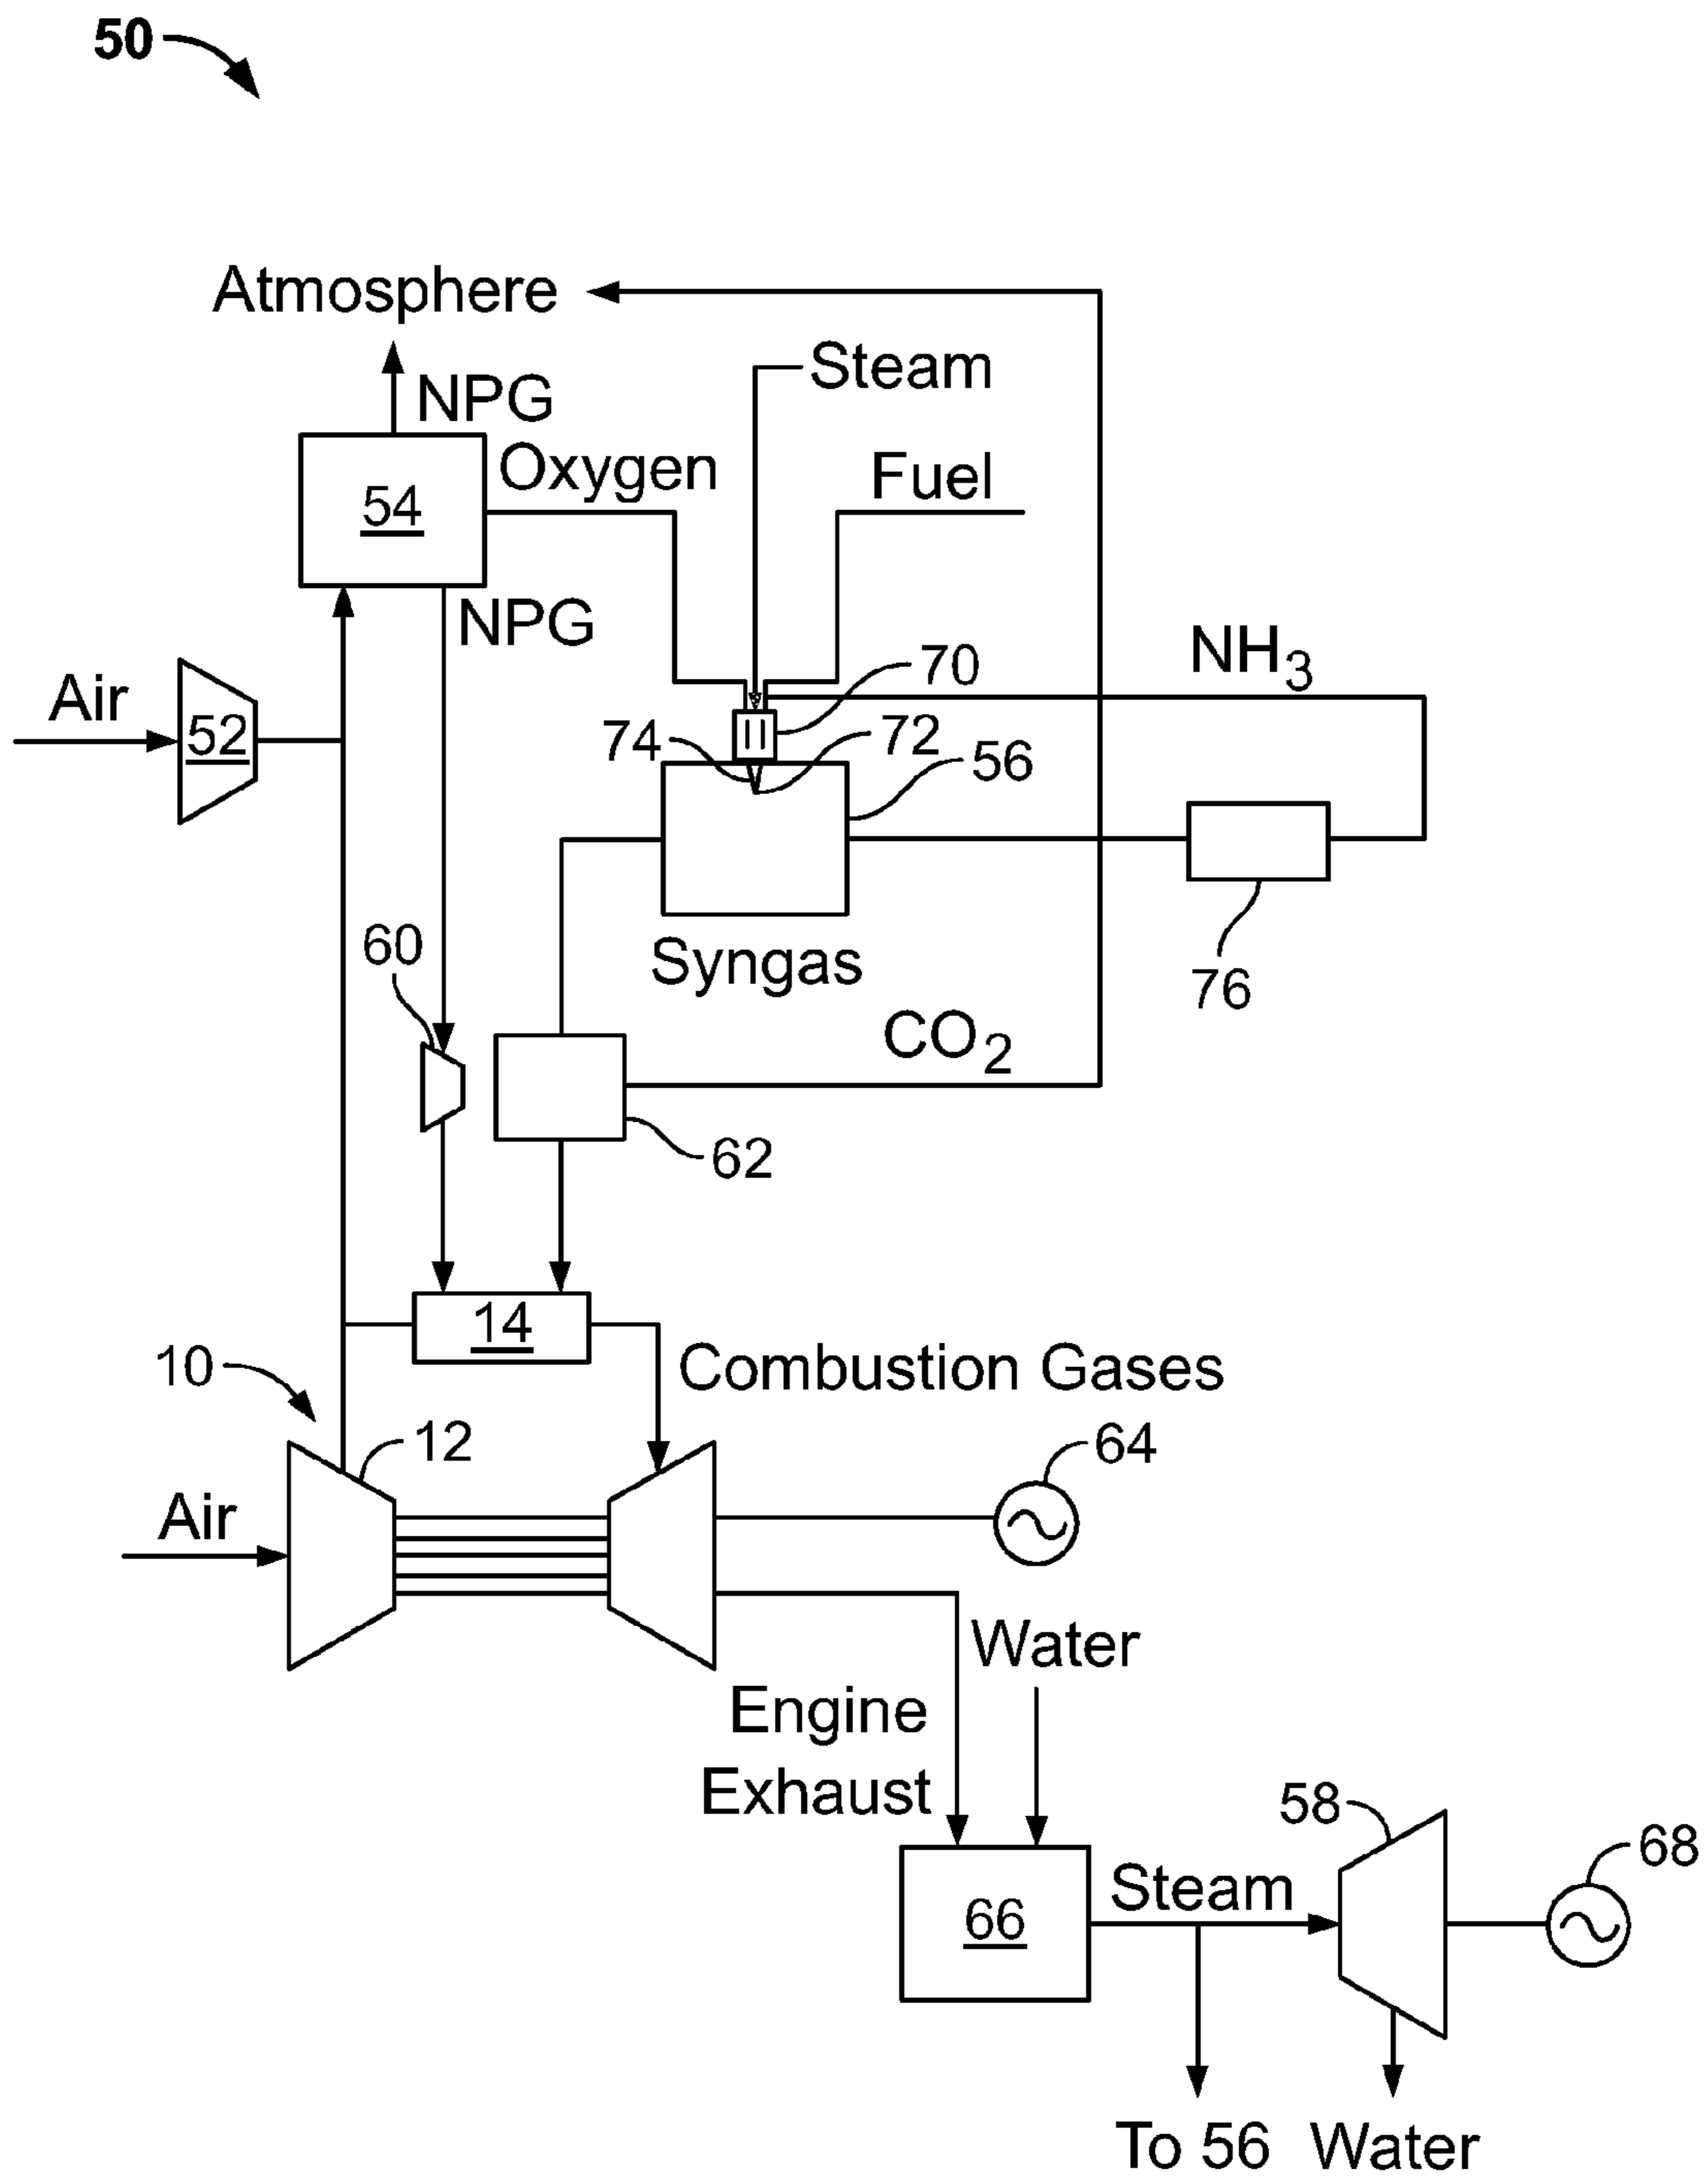 50
Atmosphere
Steam
NPG
Oxygen
Fuel
54
NPG
NH3
70
Air
52
74
72
56
60
Syngas
76
CO2
62
14
10
Combustion Gases
12
64
Air
Water
Engine
Exhaust
58
68
Steam
66
To 56
Water